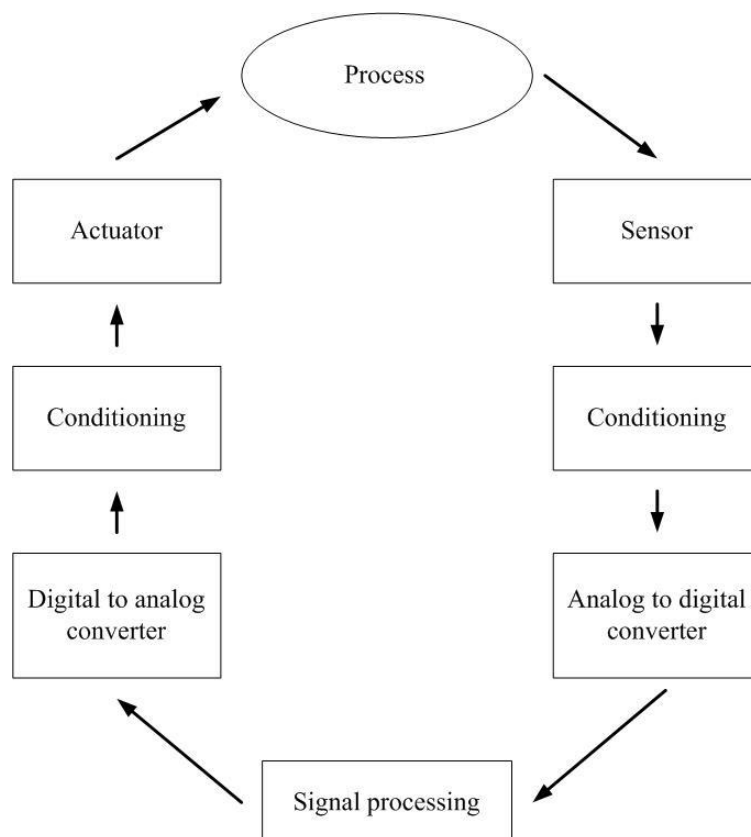 Process
Actuator
Sensor
Conditioning
Conditioning
Digital to analog
converter
Analog to digital
converter
Signal processing